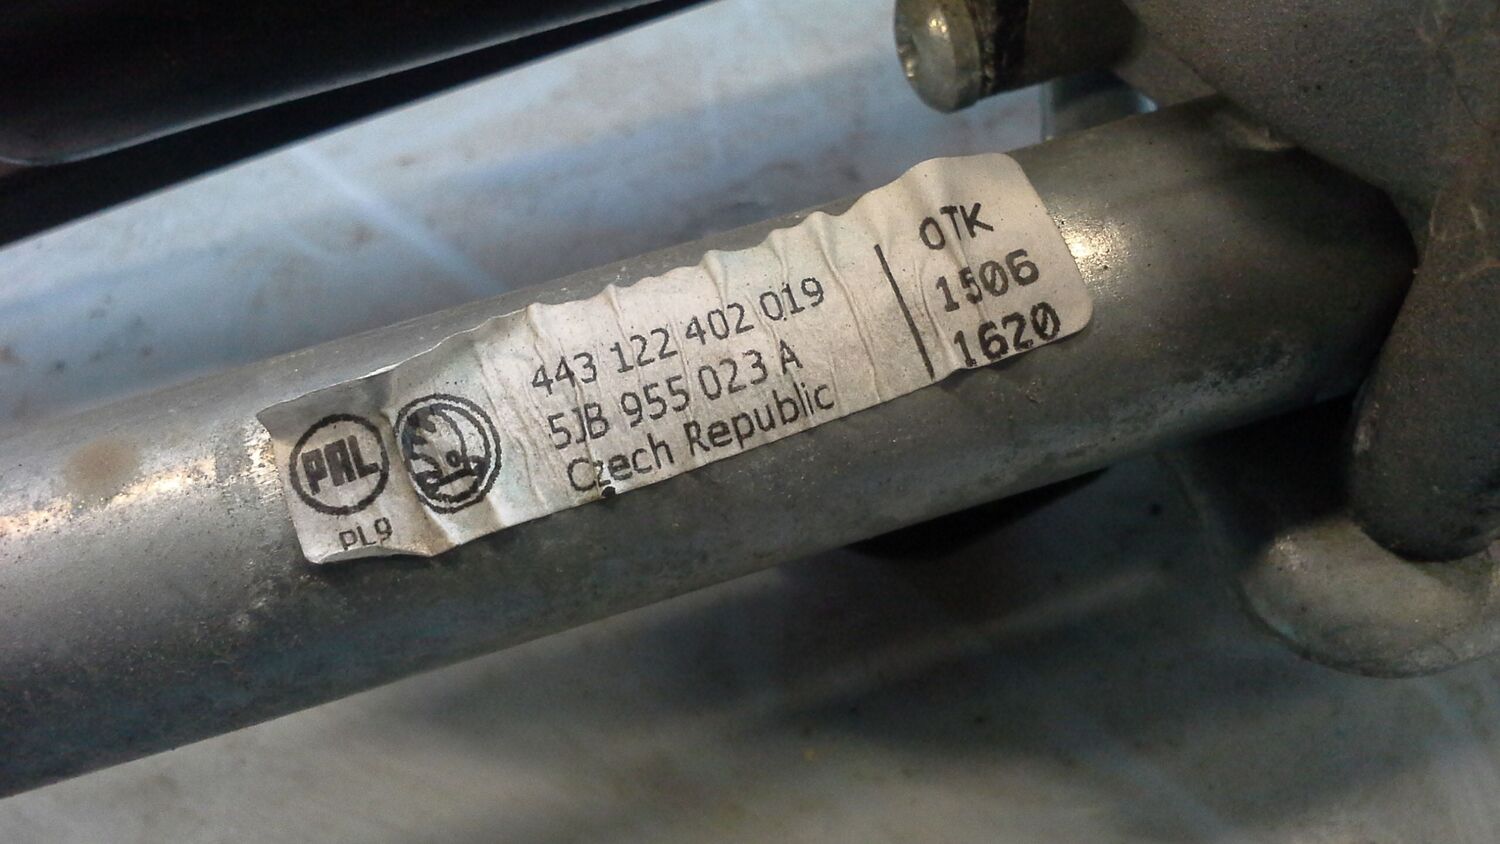 PAL
PL9
443 122 402 019
5JB 955 023 A
Czech Republic
OTK
1506
1620